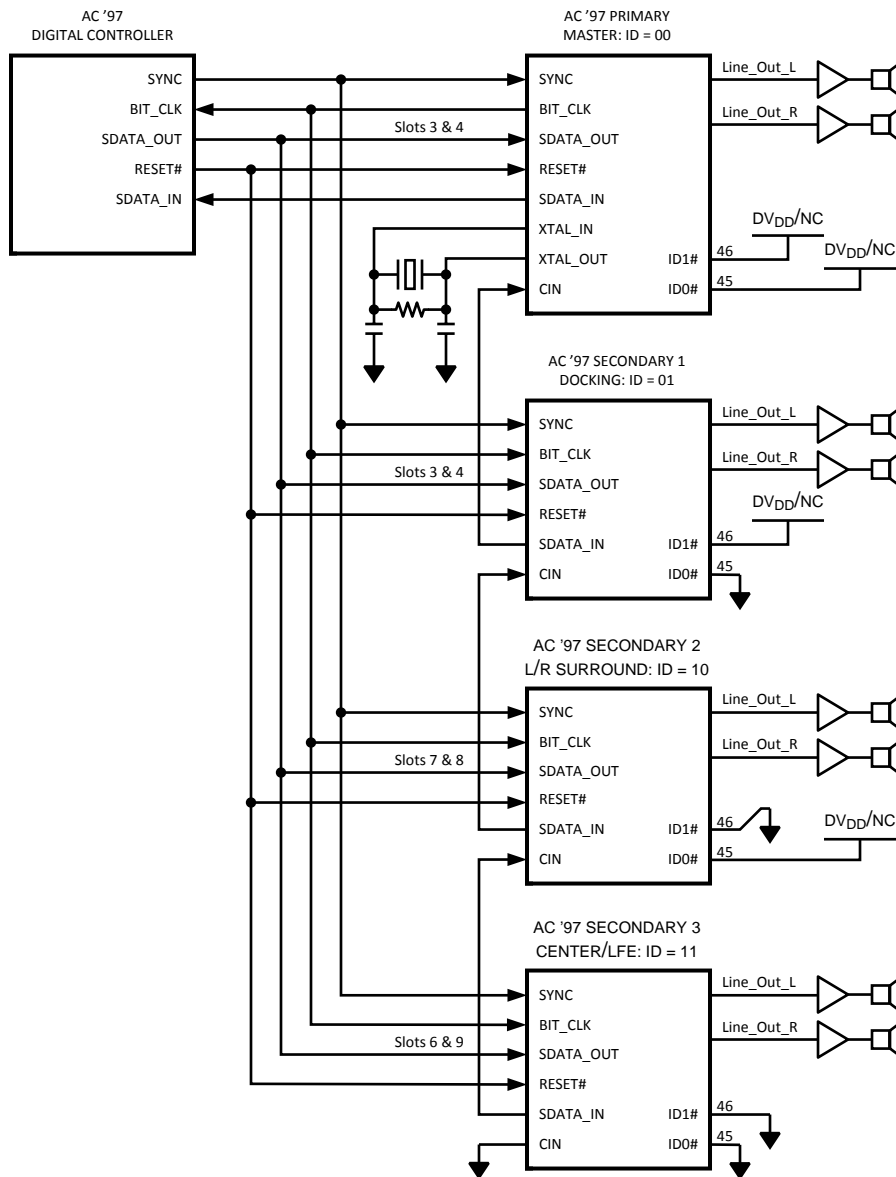 AC '97
DIGITAL CONTROLLER
SYNC
BIT_CLK
SDATA_OUT
RESET#
SDATA_IN
AC '97 PRIMARY
MASTER: ID = 00
SYNC
BIT_CLK
Slots 3 & 4
SDATA_OUT
RESET#
SDATA_IN
XTAL_IN
XTAL_OUT
CIN
ID1#
ID0#
46
45
Line_Out_L
Line_Out_R
DVDD/NC
DVDD/NC
AC '97 SECONDARY 1
DOCKING: ID = 01
SYNC
BIT_CLK
Slots 3 & 4
SDATA_OUT
RESET#
SDATA_IN
CIN
ID1#
ID0#
46
45
Line_Out_L
Line_Out_R
DVDD/NC
AC '97 SECONDARY 2
L/R SURROUND: ID = 10
SYNC
BIT_CLK
Slots 7 & 8
SDATA_OUT
RESET#
SDATA_IN
CIN
ID1#
ID0#
46
45
Line_Out_L
Line_Out_R
DVDD/NC
AC '97 SECONDARY 3
CENTER/LFE: ID = 11
SYNC
BIT_CLK
Slots 6 & 9
SDATA_OUT
RESET#
SDATA_IN
CIN
ID1#
ID0#
46
45
Line_Out_L
Line_Out_R